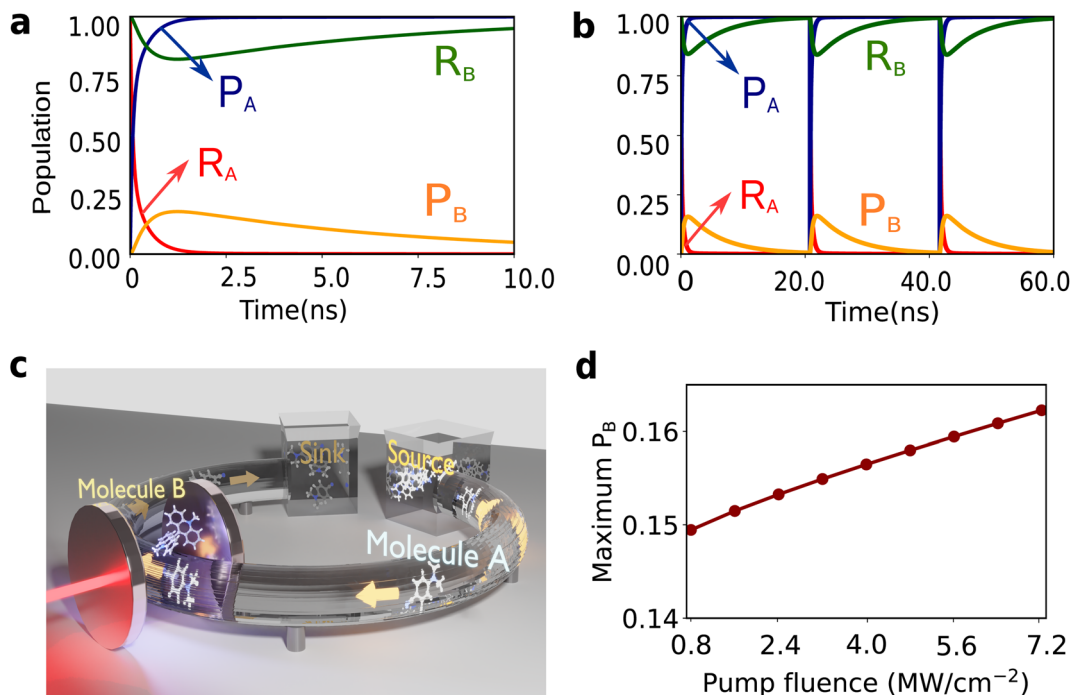 a
1.00
0.75
0.50
0.25
0.00
Population
R_B
P_A
R_A
P_B
0
2.5
5.0
7.5
10.0
Time(ns)
b
1.00
0.75
0.50
0.25
0.00
R_B
P_A
R_A
P_B
0
20.0
40.0
60.0
Time(ns)
c
Sink
Source
Molecule B
Molecule A
d
0.16
0.15
0.14
Maximum P_B
0.8
2.4
4.0
5.6
7.2
Pump fluence (MW/cm⁻²)